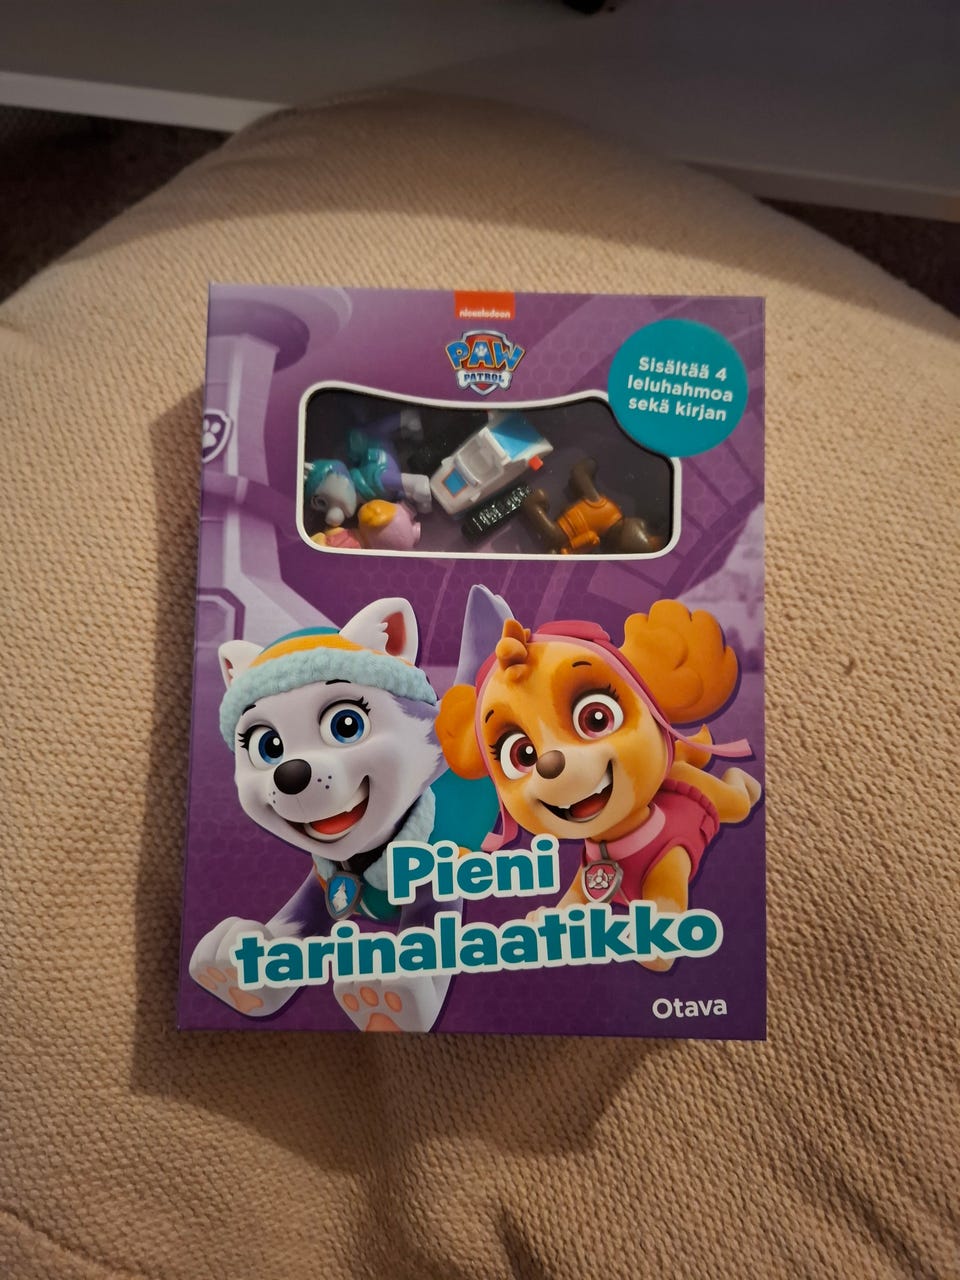 nickelodeon
PAW
PATROL
Sisältää 4
leluhahmoa
sekä kirjan
Pieni
tarinalaatikko
Otava